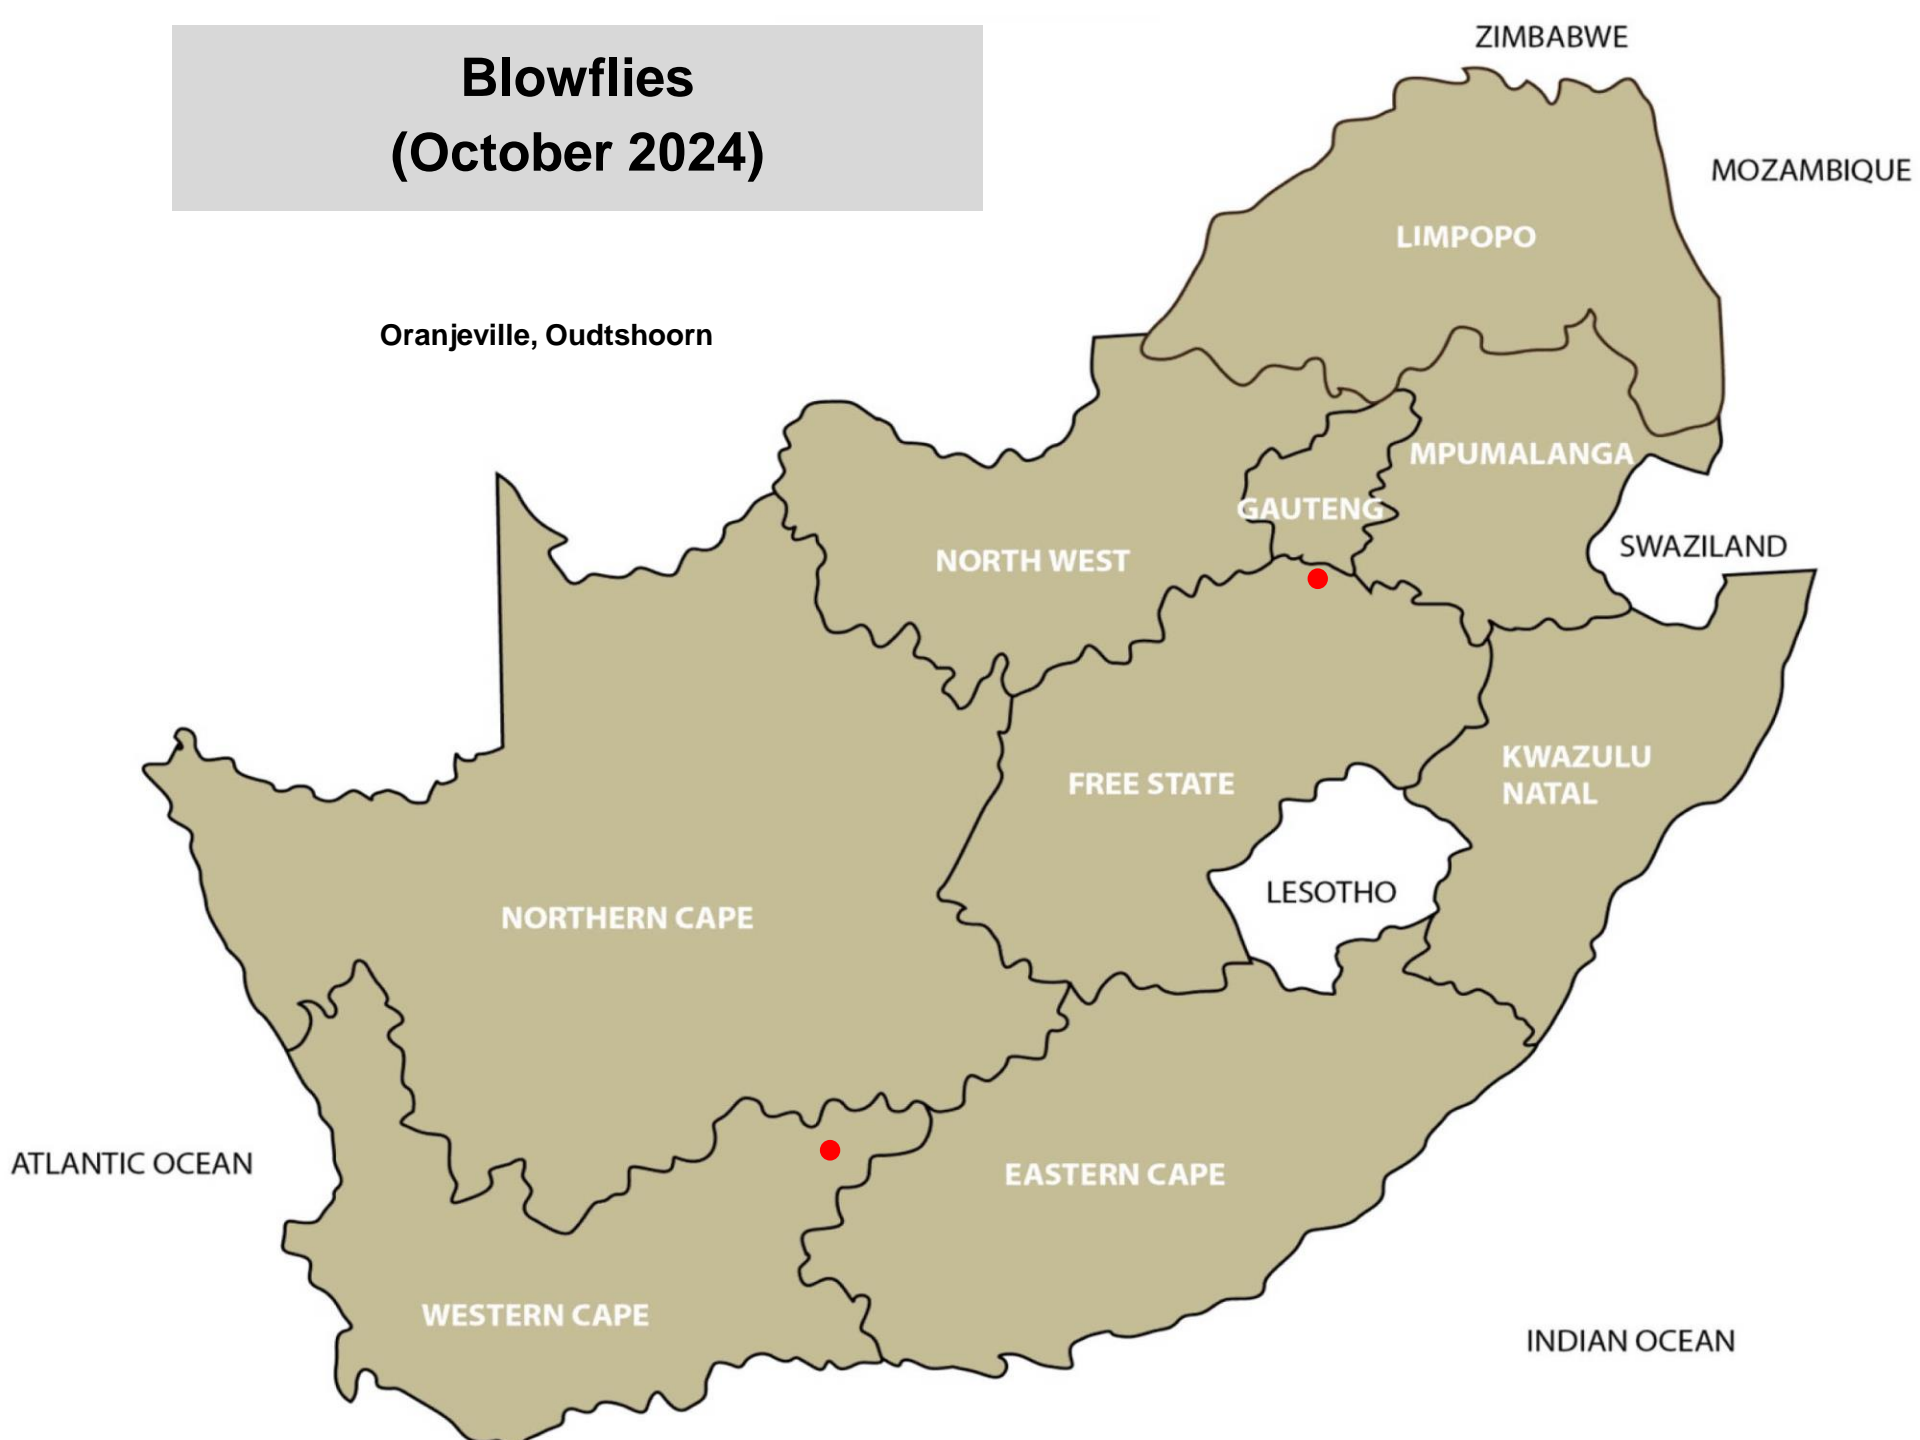 Blowflies
(October 2024)
ZIMBABWE
MOZAMBIQUE
LIMPOPO
Oranjeville, Oudtshoorn
MPUMALANGA
GAUTENG
SWAZILAND
NORTH WEST
KWAZULU
NATAL
FREE STATE
LESOTHO
NORTHERN CAPE
ATLANTIC OCEAN
EASTERN CAPE
WESTERN CAPE
INDIAN OCEAN